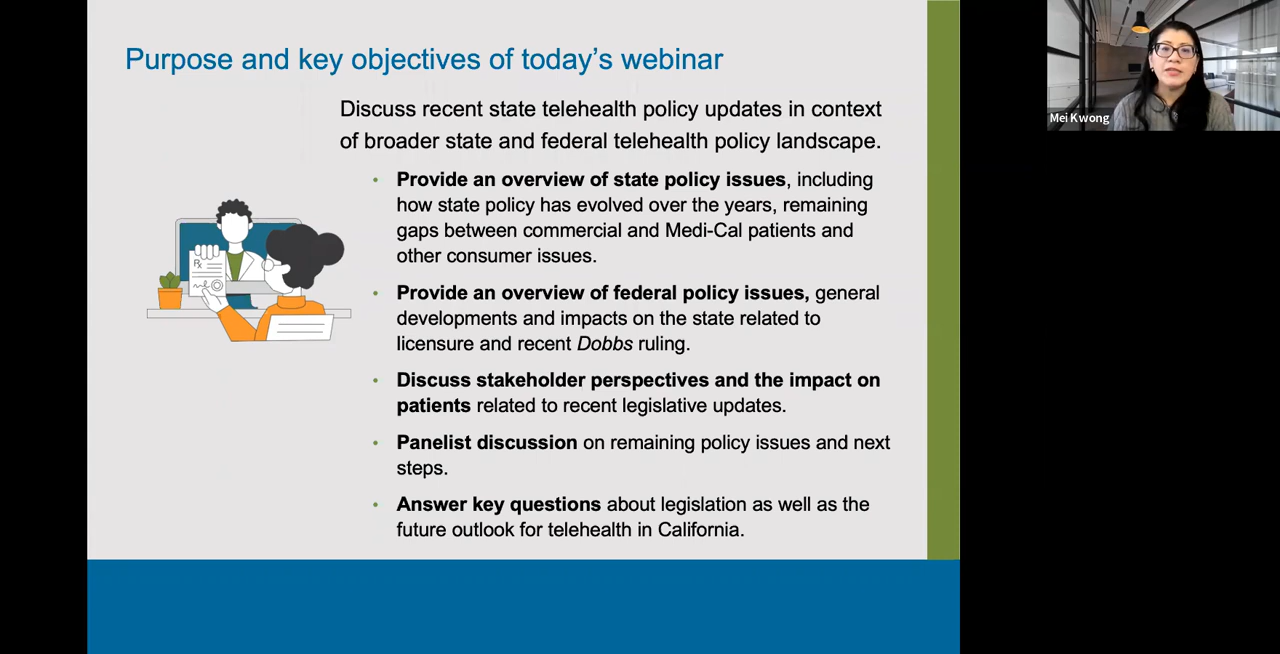 Purpose and key objectives of today's webinar
Discuss recent state telehealth policy updates in context
of broader state and federal telehealth policy landscape.
• Provide an overview of state policy issues, including
how state policy has evolved over the years, remaining
gaps between commercial and Medi-Cal patients and
other consumer issues.
• Provide an overview of federal policy issues, general
developments and impacts on the state related to
licensure and recent Dobbs ruling.
• Discuss stakeholder perspectives and the impact on
patients related to recent legislative updates.
• Panelist discussion on remaining policy issues and next
steps.
• Answer key questions about legislation as well as the
future outlook for telehealth in California.
Rx
Mei Kwong